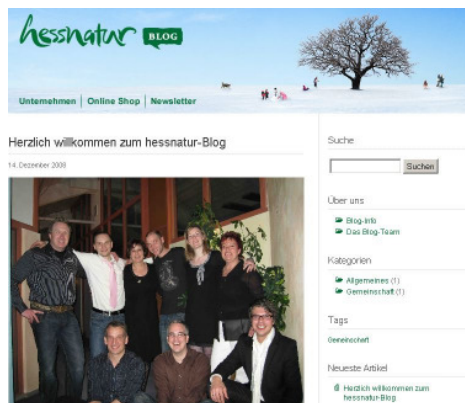 hessnatur BLOG
Unternehmen | Online Shop | Newsletter
Herzlich willkommen zum hessnatur-Blog
14. Dezember 2008
Suche
Suchen
Über uns
Blog-Info
Das Blog-Team
Kategorien
Allgemeines (1)
Gemeinschaft (1)
Tags
Gemeinschaft
Neueste Artikel
Herzlich willkommen zum
hessnatur-Blog